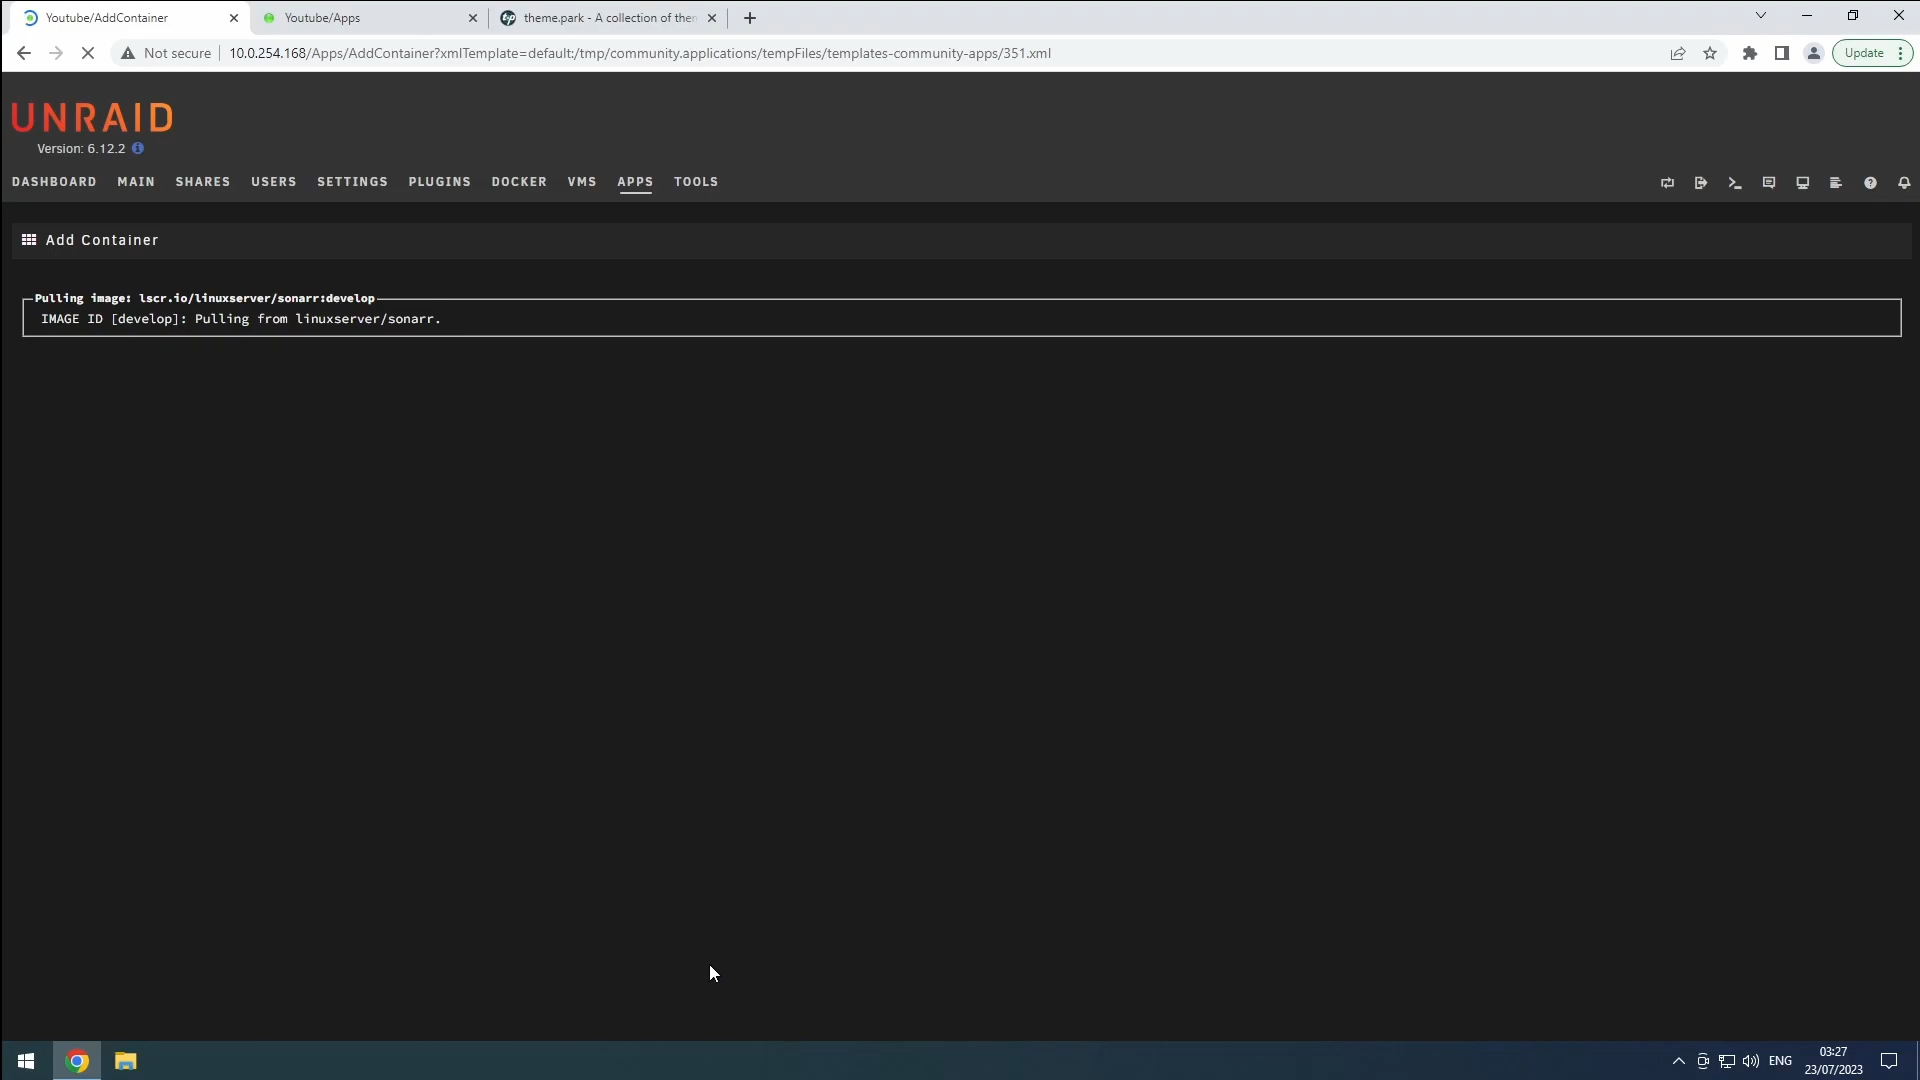 Youtube/AddContainer
Youtube/Apps
theme.park - A collection of then
Not secure
10.0.254.168/Apps/AddContainer?xmlTemplate=default:/tmp/community.applications/tempFiles/templates-community-apps/351.xml
Update
UNRAID
Version: 6.12.2
DASHBOARD MAIN SHARES USERS SETTINGS PLUGINS DOCKER VMS APPS TOOLS
Add Container
Pulling image: lscr.io/linuxserver/sonarr:develop
IMAGE ID [develop]: Pulling from linuxserver/sonarr.
ENG
03:27
23/07/2023